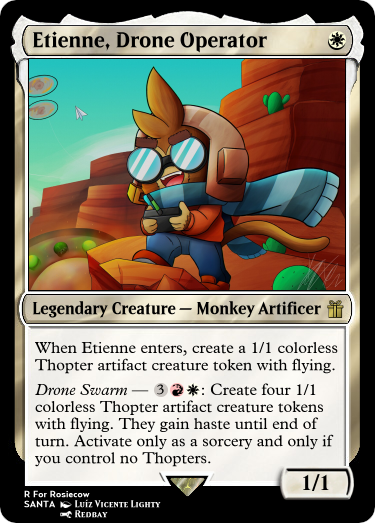 Etienne, Drone Operator
Legendary Creature — Monkey Artificer
When Etienne enters, create a 1/1 colorless
Thopter artifact creature token with flying.
Drone Swarm — 3: Create four 1/1
colorless Thopter artifact creature tokens
with flying. They gain haste until end of
turn. Activate only as a sorcery and only if
you control no Thopters.
1/1
R For Rosiecow
SANTA Luíz Vicente Lighty
Redbay